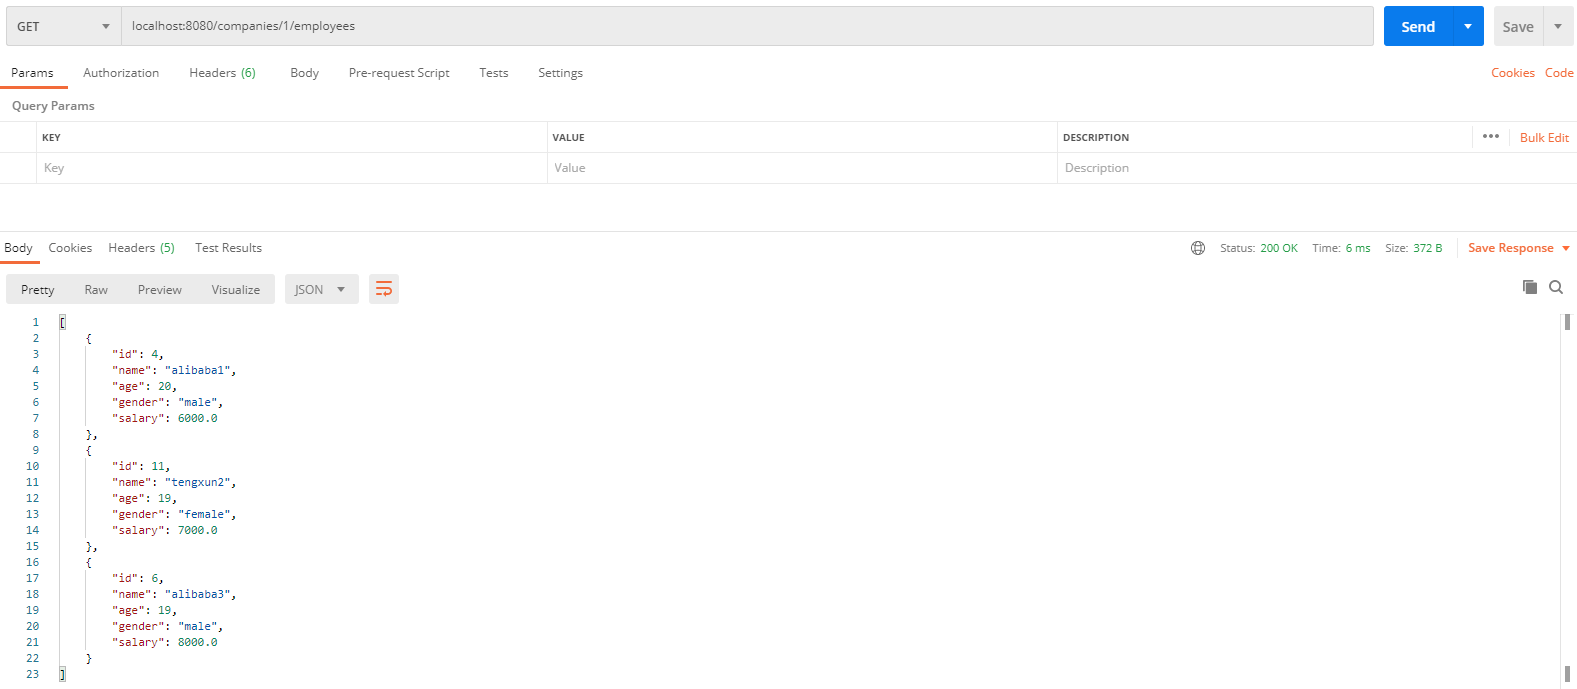 GET localhost:8080/companies/1/employees Send Save
Params Authorization Headers (6) Body Pre-request Script Tests Settings Cookies Code
Query Params
KEY VALUE DESCRIPTION ••• Bulk Edit
Key Value Description
Body Cookies Headers (5) Test Results Status: 200 OK Time: 6 ms Size: 372 B Save Response
Pretty Raw Preview Visualize JSON
1 [
2 {
3 "id": 4,
4 "name": "alibaba1",
5 "age": 20,
6 "gender": "male",
7 "salary": 6000.0
8 },
9 {
10 "id": 11,
11 "name": "tengxun2",
12 "age": 19,
13 "gender": "female",
14 "salary": 7000.0
15 },
16 {
17 "id": 6,
18 "name": "alibaba3",
19 "age": 19,
20 "gender": "male",
21 "salary": 8000.0
22 }
23 ]